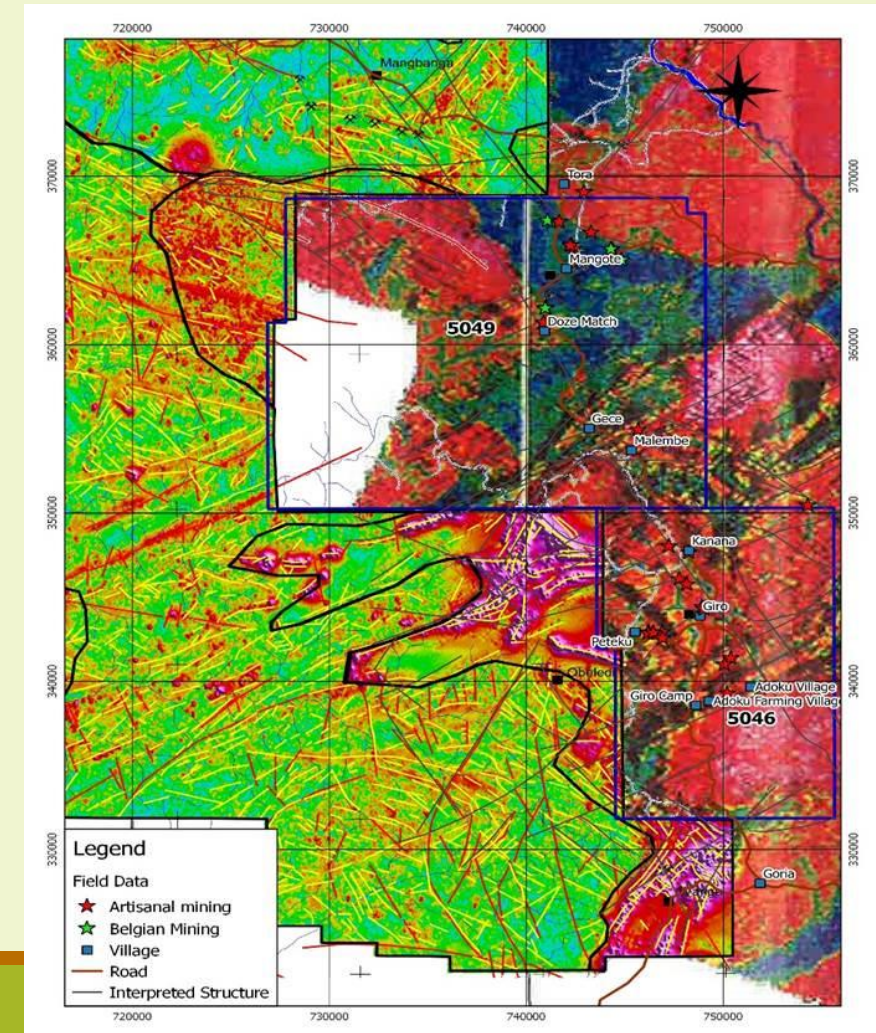 720000 730000 740000 750000
Mangbanga
370000 370000
Tora
Mangote
5049
Doze Match
360000 360000
Gece
Malembe
350000 350000
Kanana
Giro
Peteku
340000 340000
Adoku Village
Giro Camp
Adoku Farming Village
5046
330000
Goria
Legend
Field Data
Artisanal mining
Belgian Mining
Village
Road
Interpreted Structure
330000
720000 730000 740000 750000